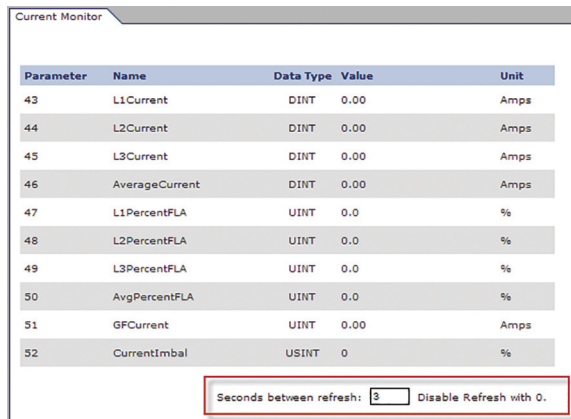 Current Monitor
Parameter Name Data Type Value Unit
43 L1Current DINT 0.00 Amps
44 L2Current DINT 0.00 Amps
45 L3Current DINT 0.00 Amps
46 AverageCurrent DINT 0.00 Amps
47 L1PercentFLA UINT 0.0 %
48 L2PercentFLA UINT 0.0 %
49 L3PercentFLA UINT 0.0 %
50 AvgPercentFLA UINT 0.0 %
51 GFCurrent UINT 0.00 Amps
52 CurrentImbal USINT 0 %
Seconds between refresh: 3 Disable Refresh with 0.